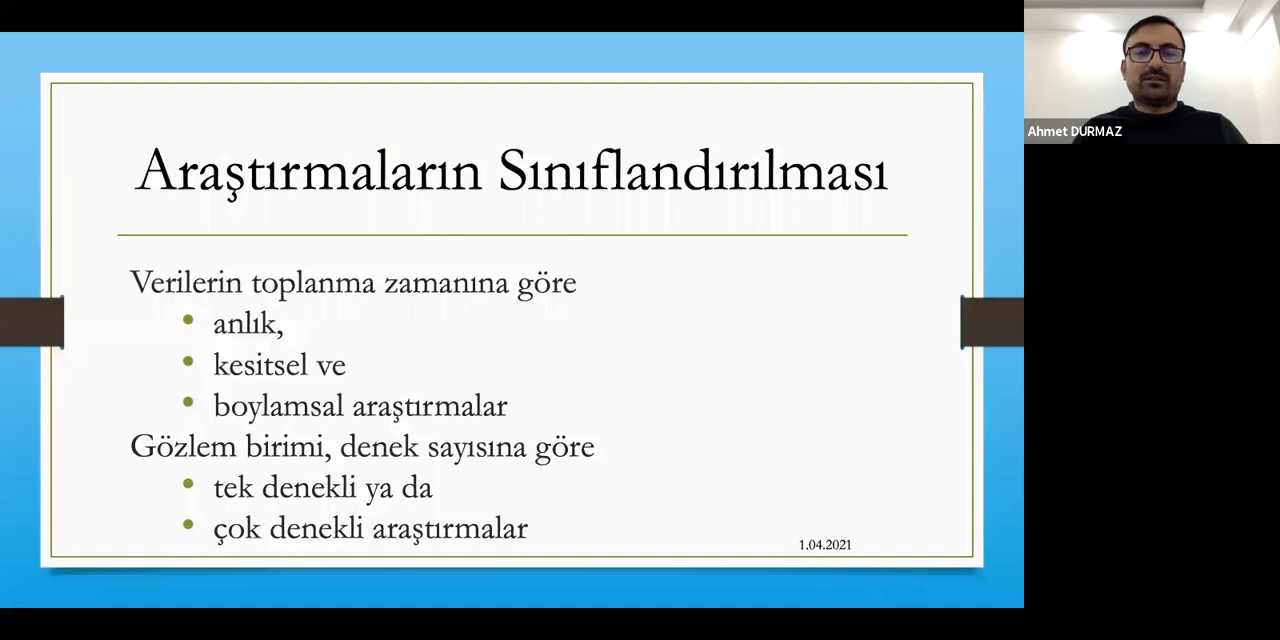 Araştırmaların Sınıflandırılması
Verilerin toplanma zamanına göre
• anlık,
• kesitsel ve
• boylamsal araştırmalar
Gözlem birimi, denek sayısına göre
• tek denekli ya da
• çok denekli araştırmalar
1.04.2021
Ahmet DURMAZ